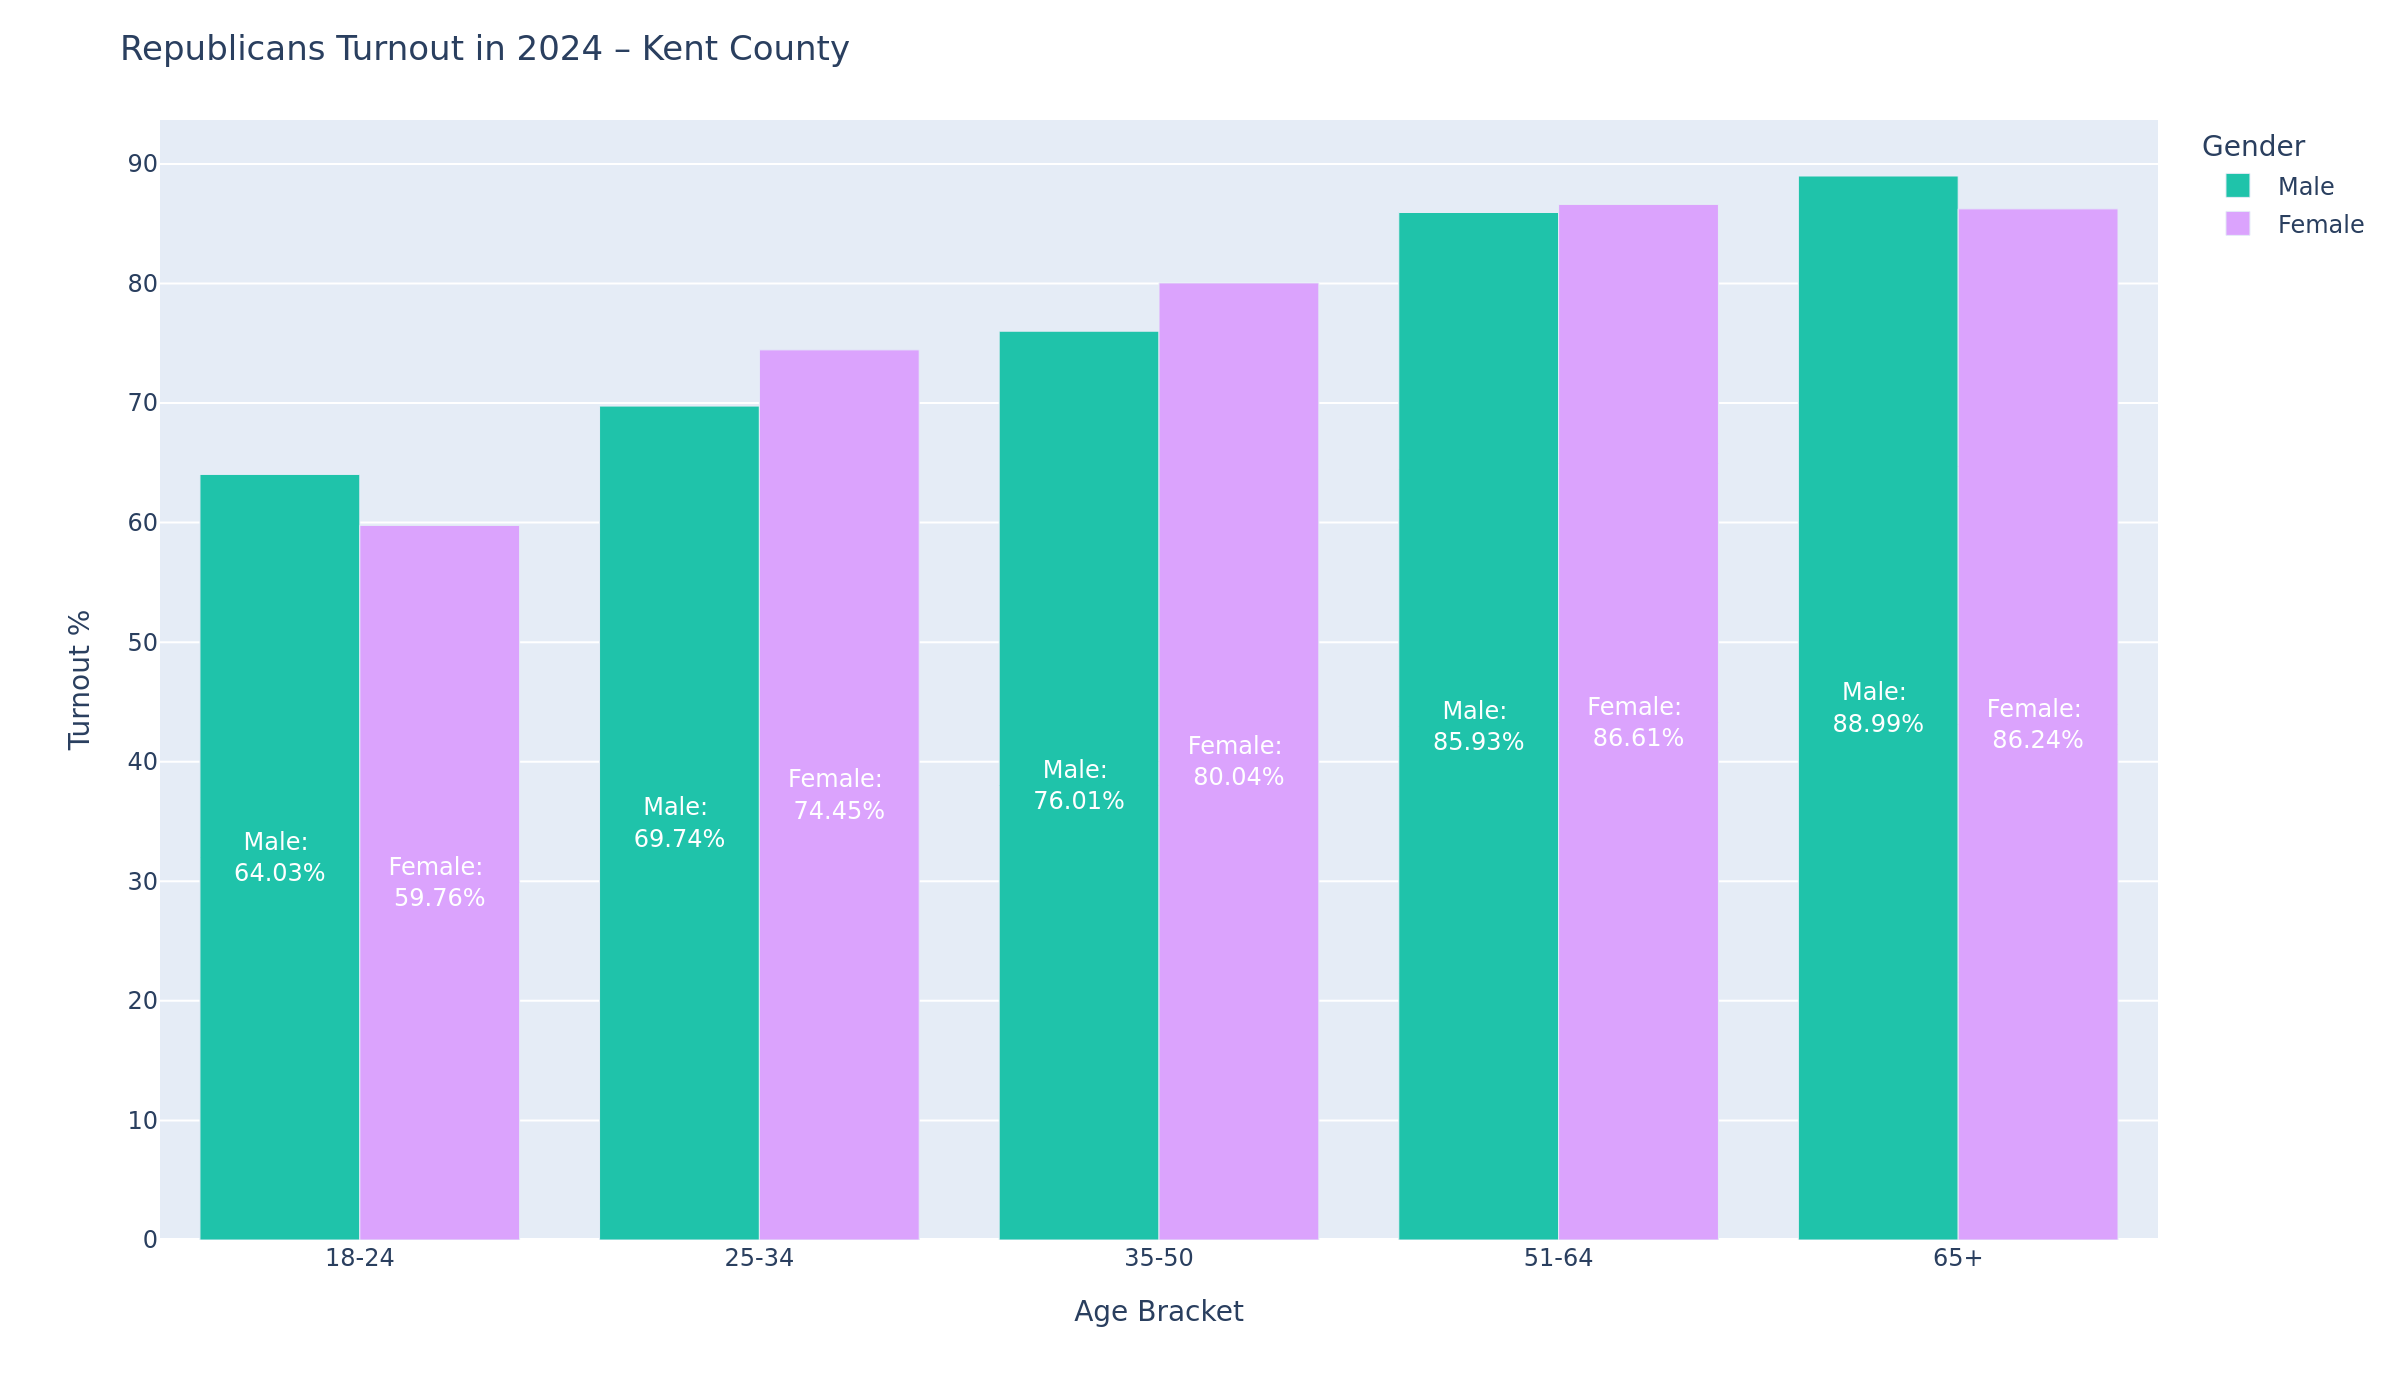 Republicans Turnout in 2024 – Kent County
Gender
Male
Female
Turnout %
90
80
70
60
50
40
30
20
10
0
Male:
64.03%
Female:
59.76%
Male:
69.74%
Female:
74.45%
Male:
76.01%
Female:
80.04%
Male:
85.93%
Female:
86.61%
Male:
88.99%
Female:
86.24%
18-24
25-34
35-50
51-64
65+
Age Bracket